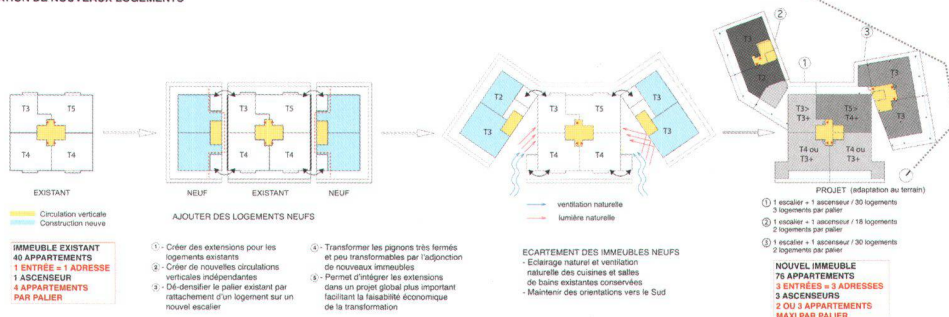 TION DE NOUVEAUX LOGEMENTS
T3
T5
T4
T4
EXISTANT
Circulation verticale
Construction neuve
IMMEUBLE EXISTANT
40 APPARTEMENTS
1 ENTRÉE = 1 ADRESSE
1 ASCENSEUR
4 APPARTEMENTS
PAR PALIER
T3
T5
T4
T4
NEUF
EXISTANT
NEUF
AJOUTER DES LOGEMENTS NEUFS
① - Créer des extensions pour les
logements existants
② - Créer de nouvelles circulations
verticales indépendantes
③ - Dé-densifier le palier existant par
rattachement d'un logement sur un
nouvel escalier
④ - Transformer les pignons très fermés
et peu transformables par l'adjonction
de nouveaux immeubles
⑤ - Permet d'intégrer les extensions
dans un projet global plus important
facilitant la faisabilité économique
de la transformation
T2
T3
T3
T5
T4
T4
T3
T3
ventilation naturelle
lumière naturelle
ECARTEMENT DES IMMEUBLES NEUFS
- Eclairage naturel et ventilation
naturelle des cuisines et salles
de bains existantes conservées
- Maintenir des orientations vers le Sud
②
③
①
T3
T2
T3
T3
T3>
T3+
T5>
T4+
T4 ou
T3+
T4 ou
T3+
PROJET (adaptation au terrain)
① 1 escalier + 1 ascenseur / 30 logements
3 logements par palier
② 1 escalier + 1 ascenseur / 18 logements
2 logements par palier
③ 1 escalier + 1 ascenseur / 30 logements
2 logements par palier
NOUVEL IMMEUBLE
76 APPARTEMENTS
3 ENTRÉES = 3 ADRESSES
3 ASCENSEURS
2 OU 3 APPARTEMENTS
MAXI PAR PALIER